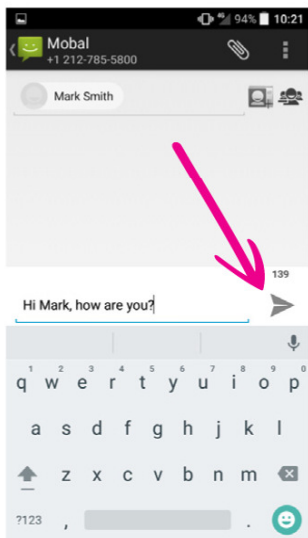 4G 94% 10:21
Mobal
+1 212-785-5800
Mark Smith
139
Hi Mark, how are you?
1 2 3 4 5 6 7 8 9 0
q w e r t y u i o p
a s d f g h j k l
z x c v b n m
?123 , .